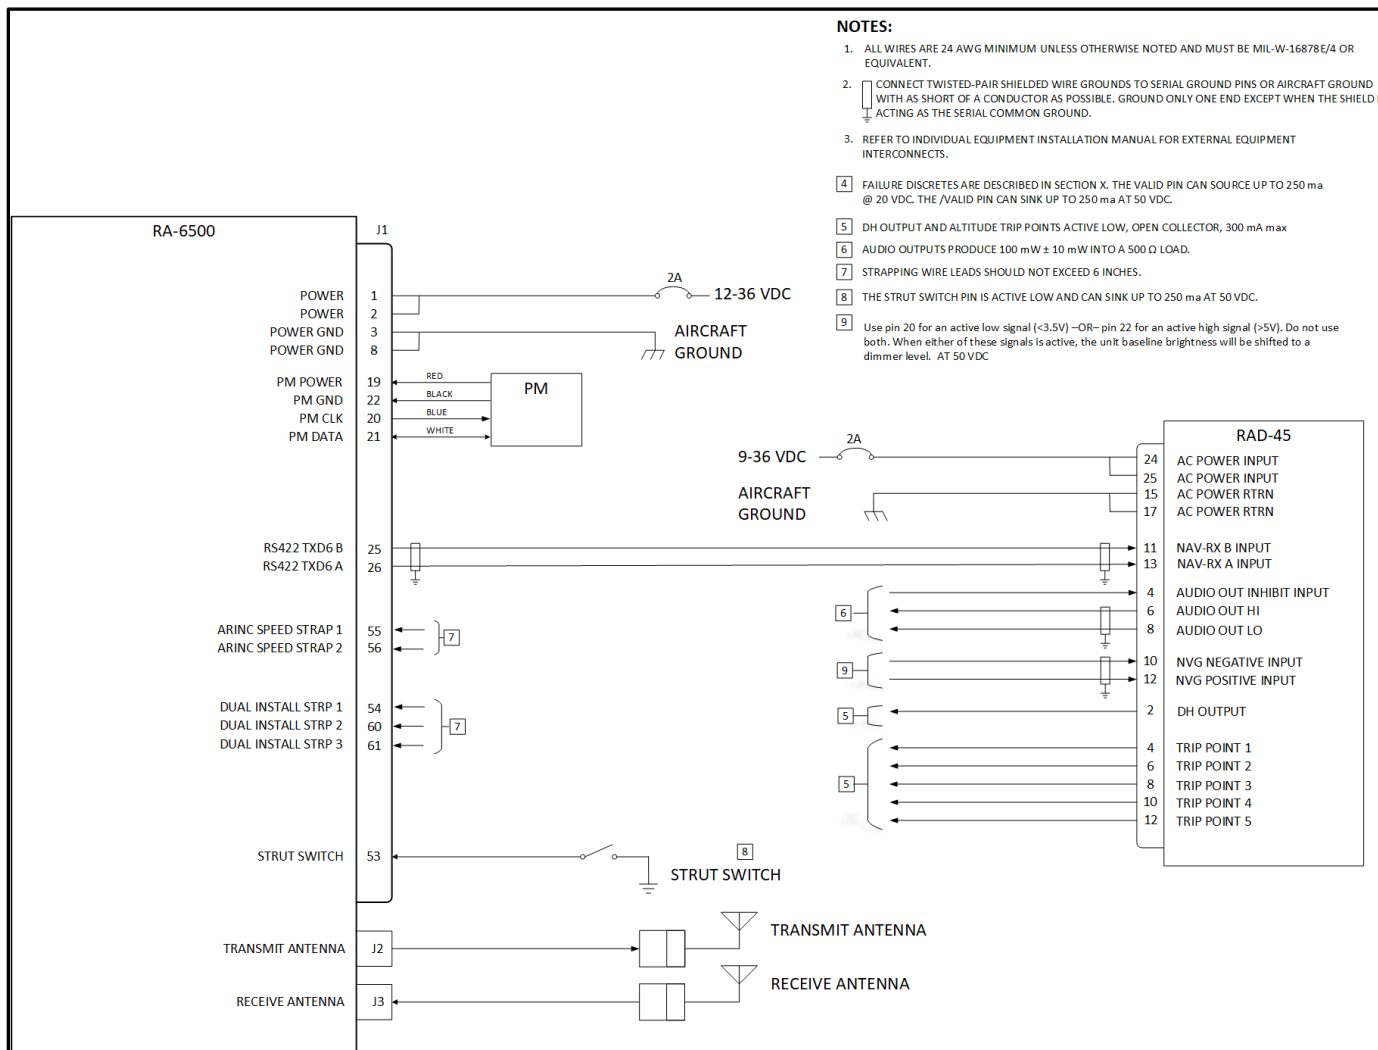 NOTES:
1. ALL WIRES ARE 24 AWG MINIMUM UNLESS OTHERWISE NOTED AND MUST BE MIL-W-16878E/4 OR
EQUIVALENT.
2. CONNECT TWISTED-PAIR SHIELDED WIRE GROUNDS TO SERIAL GROUND PINS OR AIRCRAFT GROUND
WITH AS SHORT OF A CONDUCTOR AS POSSIBLE. GROUND ONLY ONE END EXCEPT WHEN THE SHIELD
ACTING AS THE SERIAL COMMON GROUND.
3. REFER TO INDIVIDUAL EQUIPMENT INSTALLATION MANUAL FOR EXTERNAL EQUIPMENT
INTERCONNECTS.
4 FAILURE DISCRETES ARE DESCRIBED IN SECTION X. THE VALID PIN CAN SOURCE UP TO 250 ma
@ 20 VDC. THE /VALID PIN CAN SINK UP TO 250 ma AT 50 VDC.
5 DH OUTPUT AND ALTITUDE TRIP POINTS ACTIVE LOW, OPEN COLLECTOR, 300 mA max
6 AUDIO OUTPUTS PRODUCE 100 mW ± 10 mW INTO A 500 Ω LOAD.
7 STRAPPING WIRE LEADS SHOULD NOT EXCEED 6 INCHES.
8 THE STRUT SWITCH PIN IS ACTIVE LOW AND CAN SINK UP TO 250 ma AT 50 VDC.
9 Use pin 20 for an active low signal (<3.5V) –OR– pin 22 for an active high signal (>5V). Do not use
both. When either of these signals is active, the unit baseline brightness will be shifted to a
dimmer level. AT 50 VDC
RA-6500
J1
POWER 1
POWER 2
POWER GND 3
POWER GND 8
2A
12-36 VDC
AIRCRAFT
GROUND
PM POWER 19 RED
PM GND 22 BLACK
PM CLK 20 BLUE
PM DATA 21 WHITE
PM
RS422 TXD6 B 25
RS422 TXD6 A 26
ARINC SPEED STRAP 1 55
ARINC SPEED STRAP 2 56
7
DUAL INSTALL STRP 1 54
DUAL INSTALL STRP 2 60
DUAL INSTALL STRP 3 61
7
STRUT SWITCH 53
8
STRUT SWITCH
TRANSMIT ANTENNA J2
TRANSMIT ANTENNA
RECEIVE ANTENNA J3
RECEIVE ANTENNA
RAD-45
9-36 VDC
2A
AIRCRAFT
GROUND
24 AC POWER INPUT
25 AC POWER INPUT
15 AC POWER RTRN
17 AC POWER RTRN
11 NAV-RX B INPUT
13 NAV-RX A INPUT
6
4 AUDIO OUT INHIBIT INPUT
6 AUDIO OUT HI
8 AUDIO OUT LO
9
10 NVG NEGATIVE INPUT
12 NVG POSITIVE INPUT
5
2 DH OUTPUT
5
4 TRIP POINT 1
6 TRIP POINT 2
8 TRIP POINT 3
10 TRIP POINT 4
12 TRIP POINT 5